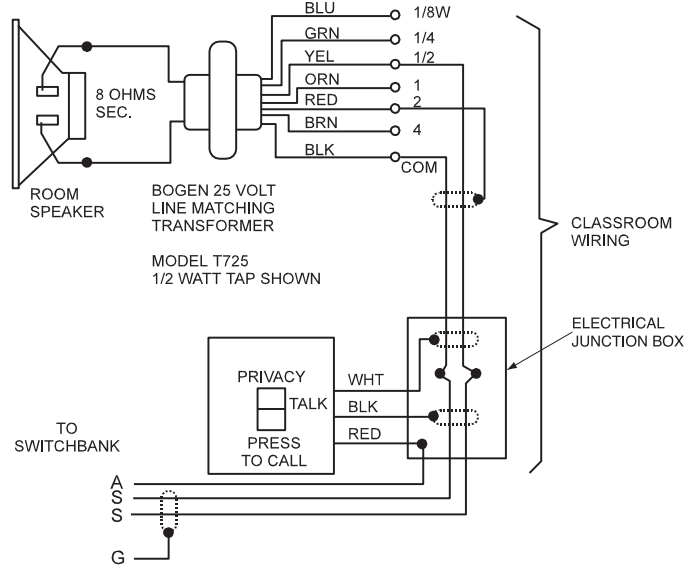 BLU 1/8W
GRN 1/4
YEL 1/2
ORN 1
RED 2
BRN 4
BLK
COM
8 OHMS
SEC.
ROOM
SPEAKER
BOGEN 25 VOLT
LINE MATCHING
TRANSFORMER
MODEL T725
1/2 WATT TAP SHOWN
CLASSROOM
WIRING
ELECTRICAL
JUNCTION BOX
PRIVACY
TALK
PRESS
TO CALL
WHT
BLK
RED
TO
SWITCHBANK
A
S
S
G